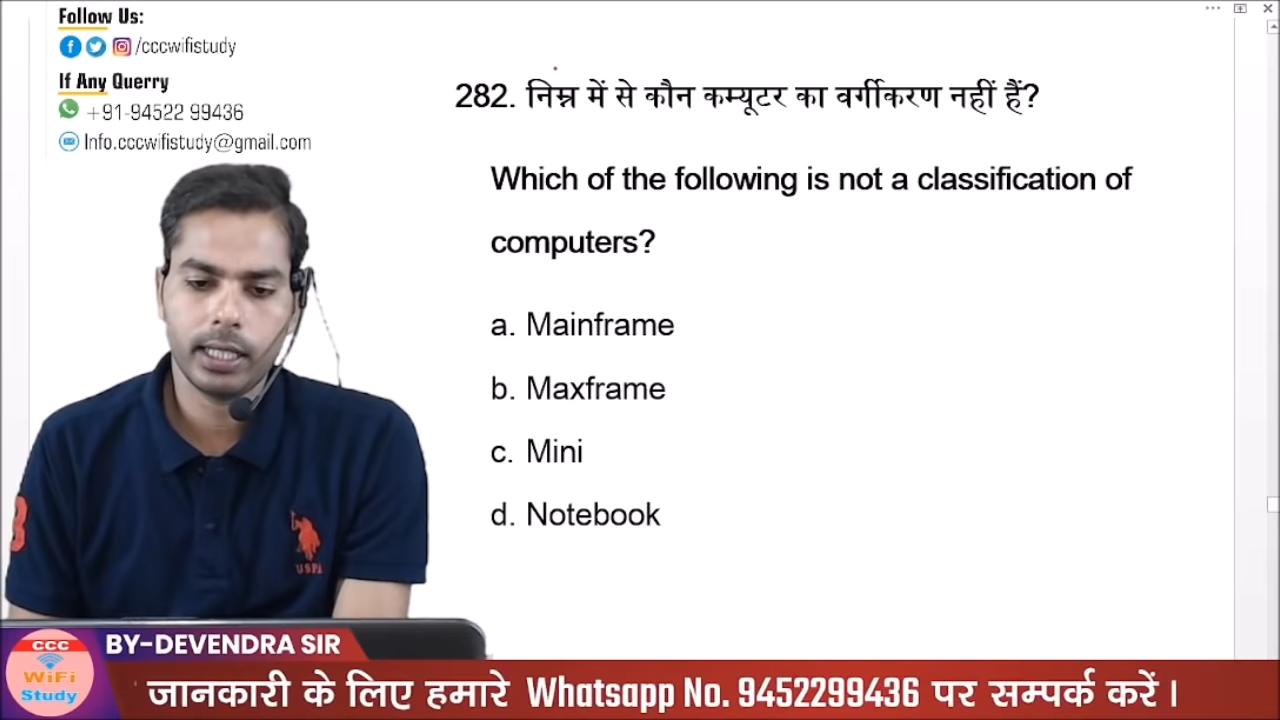 Follow Us:
/cccwifistudy
If Any Querry
+91-94522 99436
Info.cccwifistudy@gmail.com
282. निम्न में से कौन कम्यूटर का वर्गीकरण नहीं हैं?
Which of the following is not a classification of
computers?
a. Mainframe
b. Maxframe
c. Mini
d. Notebook
USPA
CCC
WiFi
Study
BY-DEVENDRA SIR
जानकारी के लिए हमारे Whatsapp No. 9452299436 पर सम्पर्क करें ।